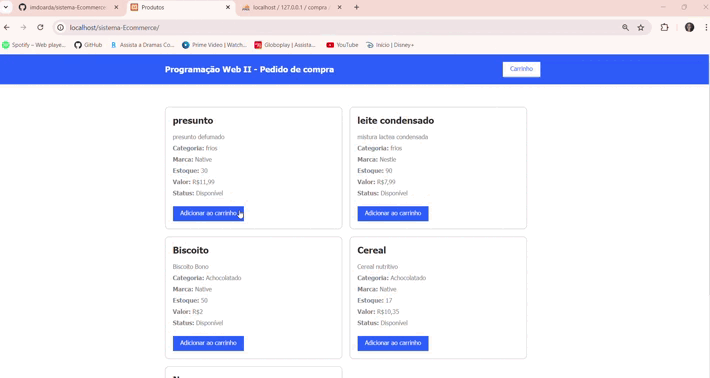 imdoarda/sistema-Ecommerce
Produtos
localhost / 127.0.0.1 / compra
localhost/sistema-Ecommerce/
Spotify – Web playe...
GitHub
Assista a Dramas Co...
Prime Video | Watch...
Globoplay | Assista...
YouTube
Início | Disney+
Programação Web II - Pedido de compra
Carrinho
presunto
presunto defumado
Categoria: frios
Marca: Native
Estoque: 30
Valor: R$11,99
Status: Disponível
Adicionar ao carrinho
leite condensado
mistura lactea condensada
Categoria: frios
Marca: Nestle
Estoque: 90
Valor: R$7,99
Status: Disponível
Adicionar ao carrinho
Biscoito
Biscoito Bono
Categoria: Achocolatado
Marca: Native
Estoque: 50
Valor: R$2
Status: Disponível
Adicionar ao carrinho
Cereal
Cereal nutritivo
Categoria: Achocolatado
Marca: Native
Estoque: 17
Valor: R$10,35
Status: Disponível
Adicionar ao carrinho